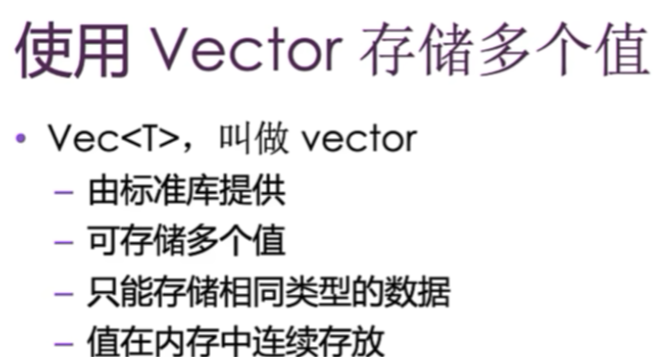 使用 Vector 存储多个值
• Vec<T>，叫做 vector
– 由标准库提供
– 可存储多个值
– 只能存储相同类型的数据
– 值在内存中连续存放